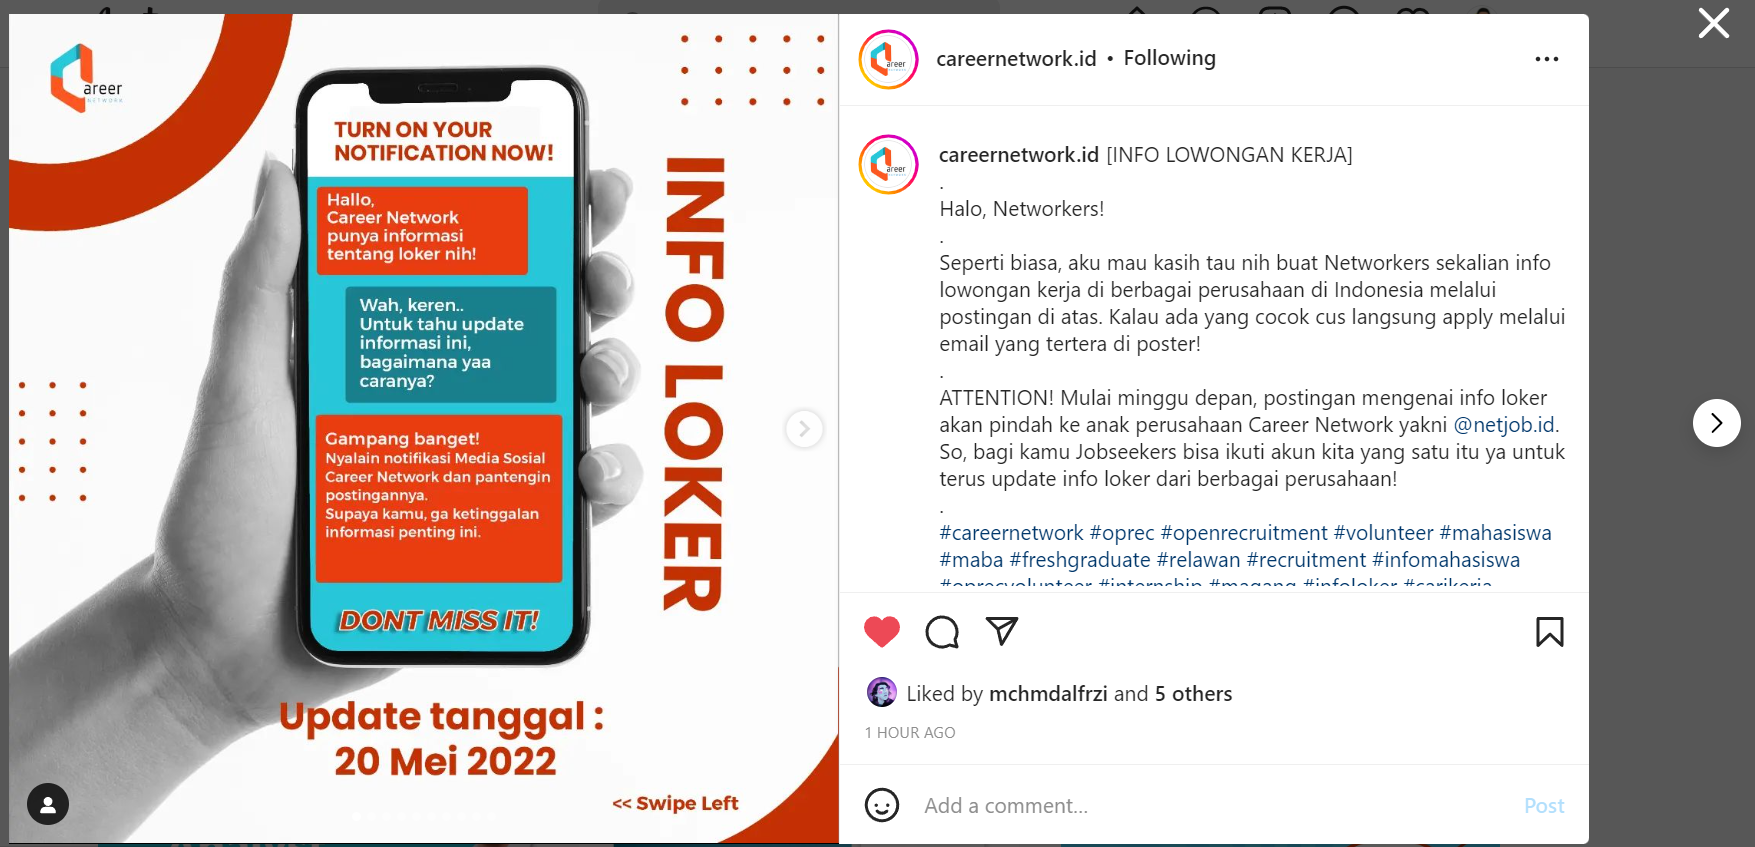 areer
NETWORK
TURN ON YOUR
NOTIFICATION NOW!
Hallo,
Career Network
punya informasi
tentang loker nih!
Wah, keren..
Untuk tahu update
informasi ini,
bagaimana yaa
caranya?
Gampang banget!
Nyalain notifikasi Media Sosial
Career Network dan pantengin
postingannya.
Supaya kamu, ga ketinggalan
informasi penting ini.
DONT MISS IT!
INFO LOKER
Update tanggal :
20 Mei 2022
<< Swipe Left
careernetwork.id • Following
careernetwork.id [INFO LOWONGAN KERJA]
.
Halo, Networkers!
.
Seperti biasa, aku mau kasih tau nih buat Networkers sekalian info
lowongan kerja di berbagai perusahaan di Indonesia melalui
postingan di atas. Kalau ada yang cocok cus langsung apply melalui
email yang tertera di poster!
.
ATTENTION! Mulai minggu depan, postingan mengenai info loker
akan pindah ke anak perusahaan Career Network yakni @netjob.id.
So, bagi kamu Jobseekers bisa ikuti akun kita yang satu itu ya untuk
terus update info loker dari berbagai perusahaan!
.
#careernetwork #oprec #openrecruitment #volunteer #mahasiswa
#maba #freshgraduate #relawan #recruitment #infomahasiswa
#oprecvolunteer #internship #magang #infoloker #carikerja
Liked by mchmdalfrzi and 5 others
1 HOUR AGO
Add a comment...
Post